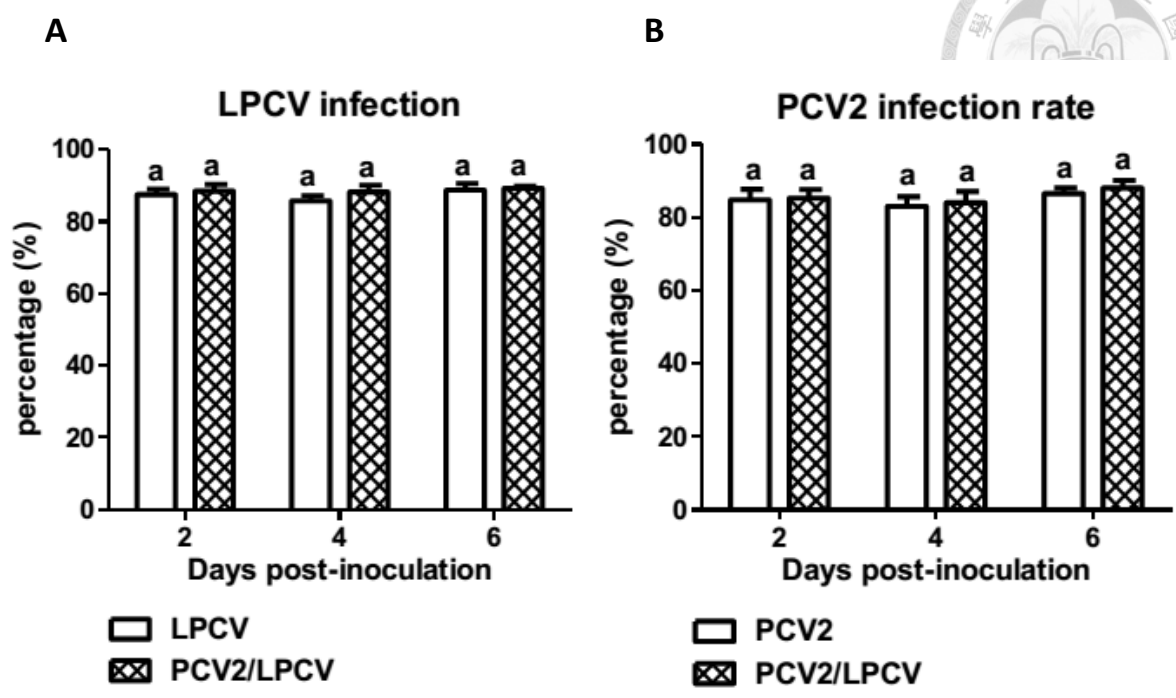 A
B
學
LPCV infection
100
80
60
40
20
0
percentage (%)
a a a a a a
2 4 6
Days post-inoculation
LPCV
PCV2/LPCV
PCV2 infection rate
100
80
60
40
20
0
percentage (%)
a a a a a a
2 4 6
Days post-inoculation
PCV2
PCV2/LPCV